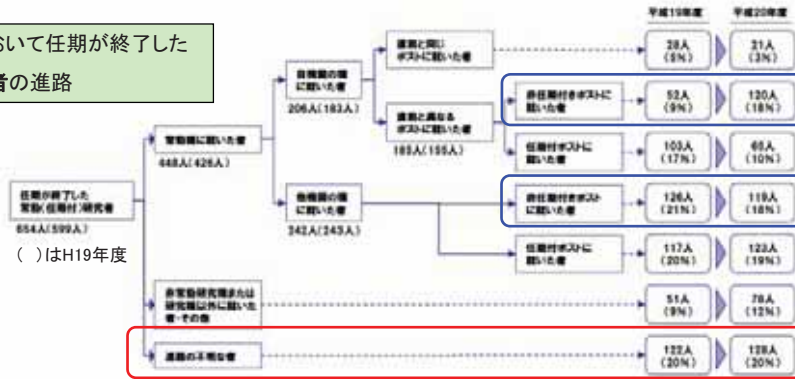 おいて任期が終了した
者の進路
平成19年度
平成20年度
任期が終了した
常勤(任期付)研究者
654人(599人)
( )はH19年度
常勤職に就いた者
448人(426人)
自機関の職
に就いた者
206人(183人)
直前と同じ
ポストに就いた者
28人
(5%)
21人
(3%)
直前と異なる
ポストに就いた者
185人(155人)
非任期付きポストに
就いた者
52人
(9%)
120人
(18%)
任期付ポストに
就いた者
103人
(17%)
65人
(10%)
他機関の職
に就いた者
242人(243人)
非任期付きポスト
に就いた者
126人
(21%)
119人
(18%)
任期付ポストに
就いた者
117人
(20%)
123人
(19%)
非常勤研究職または
研究職以外に就いた
者・その他
51人
(9%)
78人
(12%)
進路の不明な者
122人
(20%)
128人
(20%)